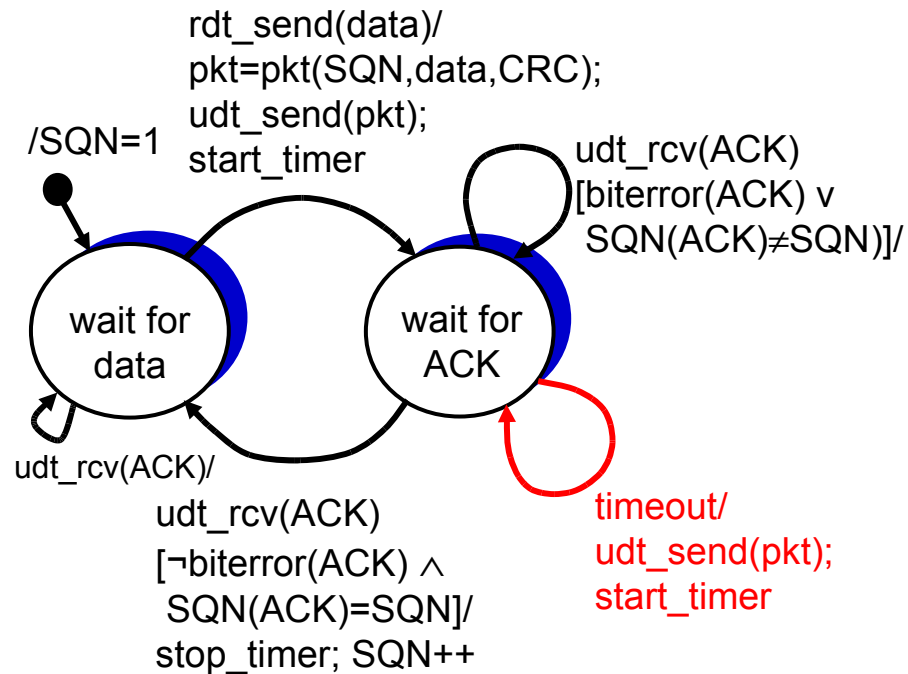 rdt_send(data)/
pkt=pkt(SQN,data,CRC);
udt_send(pkt);
start_timer
/SQN=1
udt_rcv(ACK)
[biterror(ACK) v
SQN(ACK)≠SQN)]/
wait for
data
wait for
ACK
udt_rcv(ACK)/
udt_rcv(ACK)
[¬biterror(ACK) ∧
SQN(ACK)=SQN]/
stop_timer; SQN++
timeout/
udt_send(pkt);
start_timer